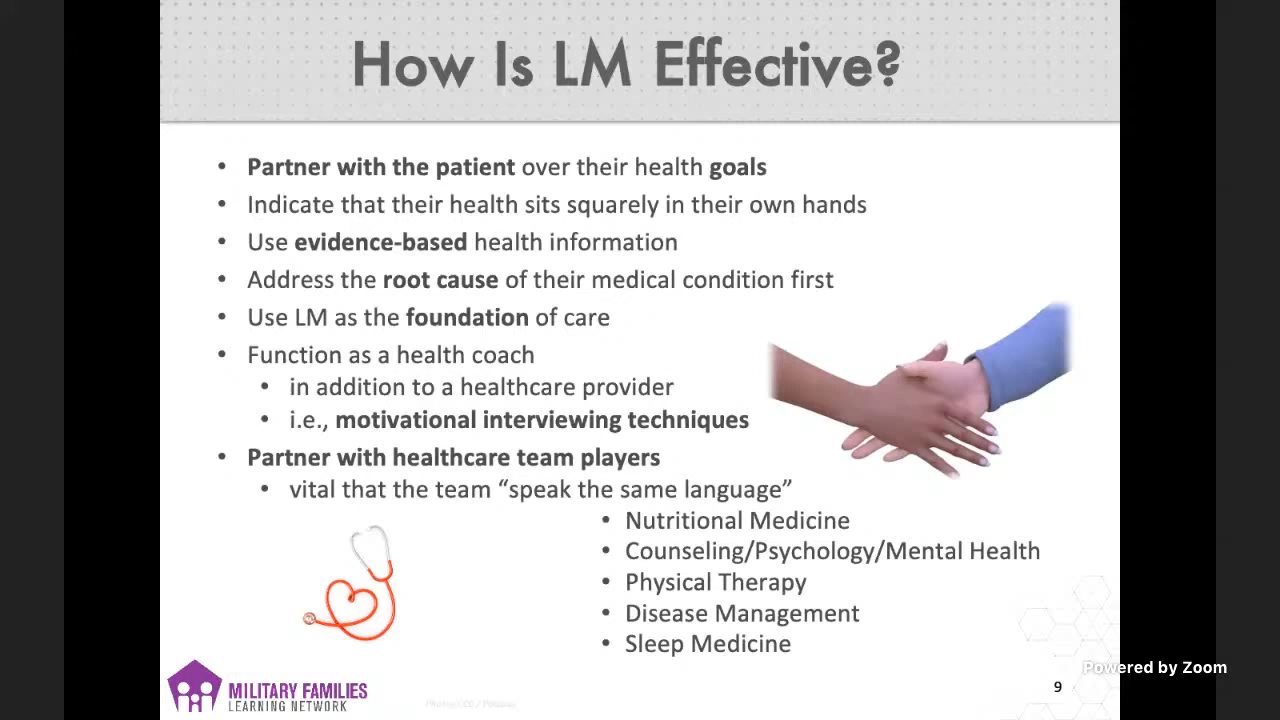 How Is LM Effective?
• Partner with the patient over their health goals
• Indicate that their health sits squarely in their own hands
• Use evidence-based health information
• Address the root cause of their medical condition first
• Use LM as the foundation of care
• Function as a health coach
• in addition to a healthcare provider
• i.e., motivational interviewing techniques
• Partner with healthcare team players
• vital that the team “speak the same language”
• Nutritional Medicine
• Counseling/Psychology/Mental Health
• Physical Therapy
• Disease Management
• Sleep Medicine
MILITARY FAMILIES
LEARNING NETWORK
9
Powered by Zoom